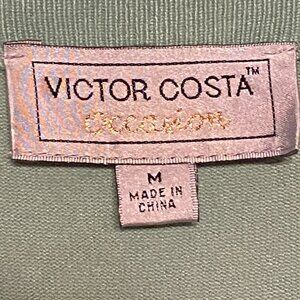 VICTOR COSTA™
Occasion
M
MADE IN
CHINA